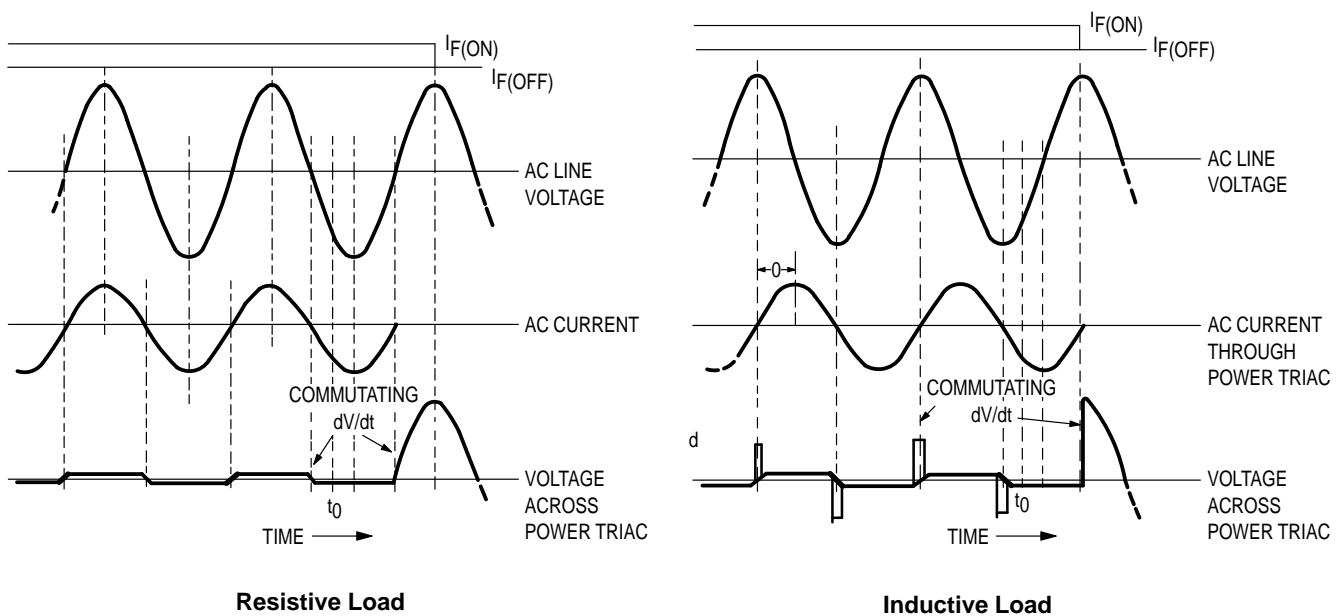 IF(ON)
IF(OFF)
AC LINE
VOLTAGE
AC CURRENT
COMMUTATING
dV/dt
VOLTAGE
ACROSS
POWER TRIAC
t0
TIME
Resistive Load
IF(ON)
IF(OFF)
AC LINE
VOLTAGE
0
AC CURRENT
THROUGH
POWER TRIAC
COMMUTATING
dV/dt
d
VOLTAGE
ACROSS
POWER TRIAC
t0
TIME
Inductive Load